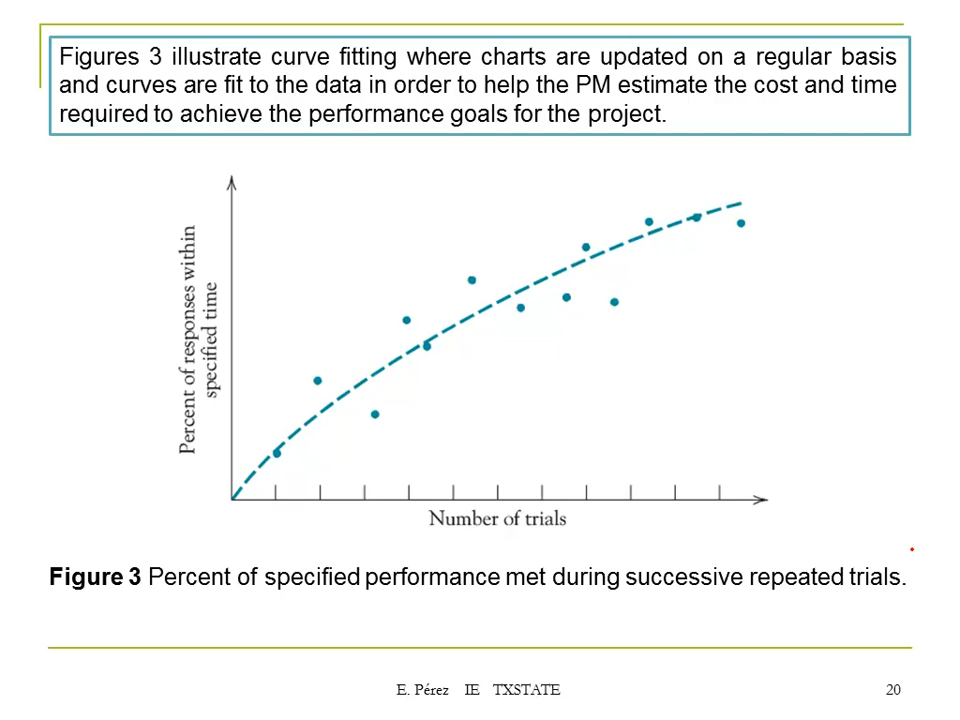 Figures 3 illustrate curve fitting where charts are updated on a regular basis
and curves are fit to the data in order to help the PM estimate the cost and time
required to achieve the performance goals for the project.
Percent of responses within
specified time
Number of trials
Figure 3 Percent of specified performance met during successive repeated trials.
E. Pérez IE TXSTATE
20